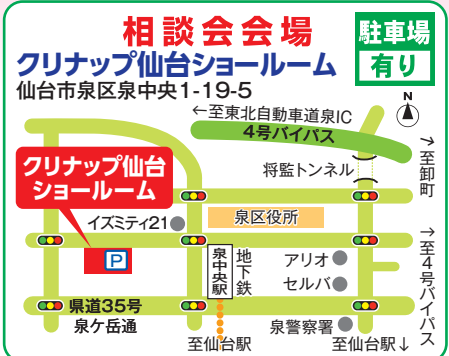 相談会会場
駐車場
有り
クリナップ仙台ショールーム
仙台市泉区泉中央1-19-5
N
←至東北自動車道泉IC
4号バイパス
→至卸町
将監トンネル
クリナップ仙台
ショールーム
イズミティ21
泉区役所
P
泉中央駅
地下鉄
アリオ
セルバ
→至4号バイパス
県道35号
泉ケ岳通
泉警察署
至仙台駅
至仙台駅↓